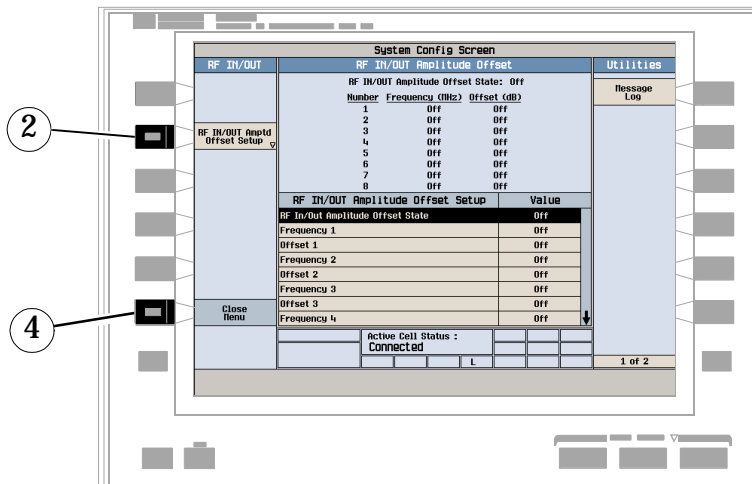 System Config Screen
RF IN/OUT
RF IN/OUT Amplitude Offset
Utilities
RF IN/OUT Amplitude Offset State: Off
Number Frequency (MHz) Offset (dB)
1 Off Off
2 Off Off
3 Off Off
4 Off Off
5 Off Off
6 Off Off
7 Off Off
8 Off Off
Message
Log
2
RF IN/OUT Amptd
Offset Setup
RF IN/OUT Amplitude Offset Setup Value
RF In/Out Amplitude Offset State Off
Frequency 1 Off
Offset 1 Off
Frequency 2 Off
Offset 2 Off
Frequency 3 Off
Offset 3 Off
Frequency 4 Off
4
Close
Menu
Active Cell Status :
Connected
L
1 of 2